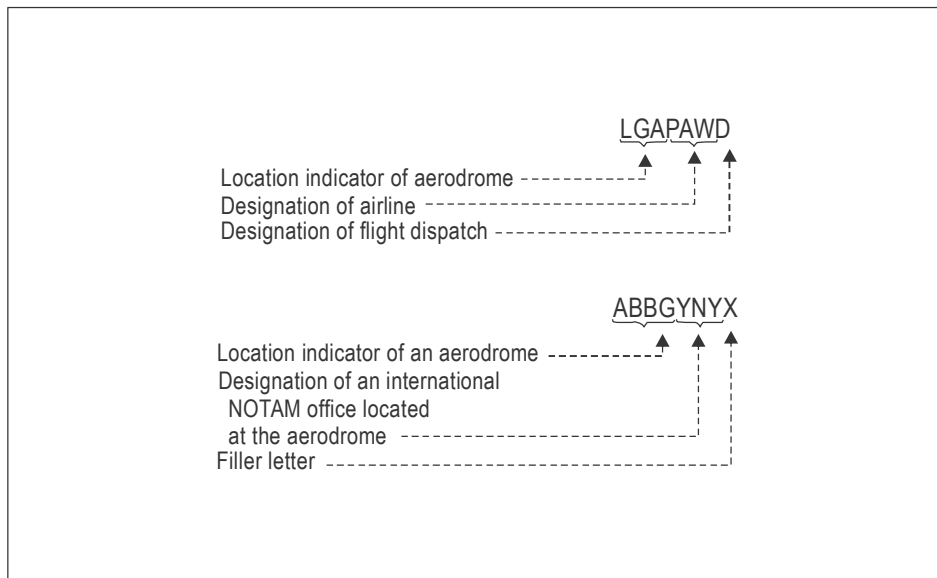 LGAPAWD
Location indicator of aerodrome
Designation of airline
Designation of flight dispatch
ABBGYNYX
Location indicator of an aerodrome
Designation of an international
NOTAM office located
at the aerodrome
Filler letter